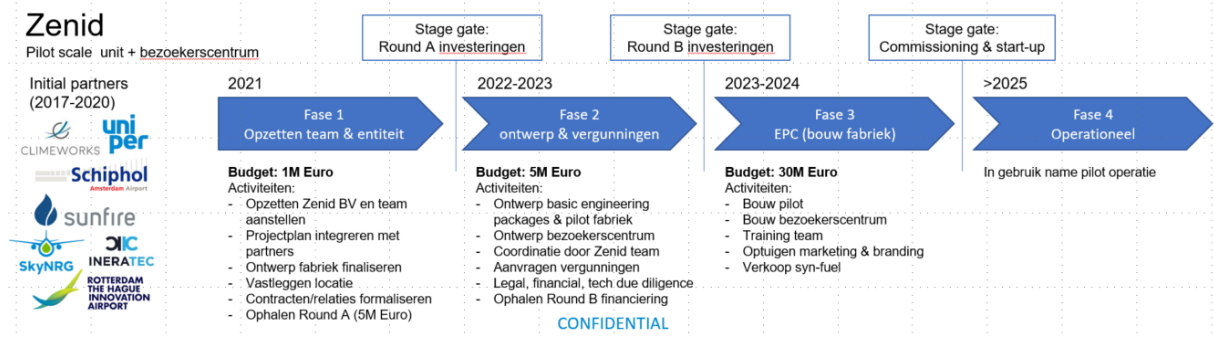 Zenid
Pilot scale unit + bezoekerscentrum
Stage gate:
Round A investeringen
Stage gate:
Round B investeringen
Stage gate:
Commissioning & start-up
Initial partners
(2017-2020)
CLIMEWORKS
uni
per
Schiphol
Amsterdam Airport
sunfire
SkyNRG
INERATEC
ROTTERDAM
THE HAGUE
INNOVATION
AIRPORT
2021
Fase 1
Opzetten team & entiteit
Budget: 1M Euro
Activiteiten:
- Opzetten Zenid BV en team
aanstellen
- Projectplan integreren met
partners
- Ontwerp fabriek finaliseren
- Vastleggen locatie
- Contracten/relaties formaliseren
- Ophalen Round A (5M Euro)
2022-2023
Fase 2
ontwerp & vergunningen
Budget: 5M Euro
Activiteiten:
- Ontwerp basic engineering
packages & pilot fabriek
- Ontwerp bezoekerscentrum
- Coordinatie door Zenid team
- Aanvragen vergunningen
- Legal, financial, tech due diligence
- Ophalen Round B financiering
2023-2024
Fase 3
EPC (bouw fabriek)
Budget: 30M Euro
Activiteiten:
- Bouw pilot
- Bouw bezoekerscentrum
- Training team
- Optuigen marketing & branding
- Verkoop syn-fuel
>2025
Fase 4
Operationeel
In gebruik name pilot operatie
CONFIDENTIAL